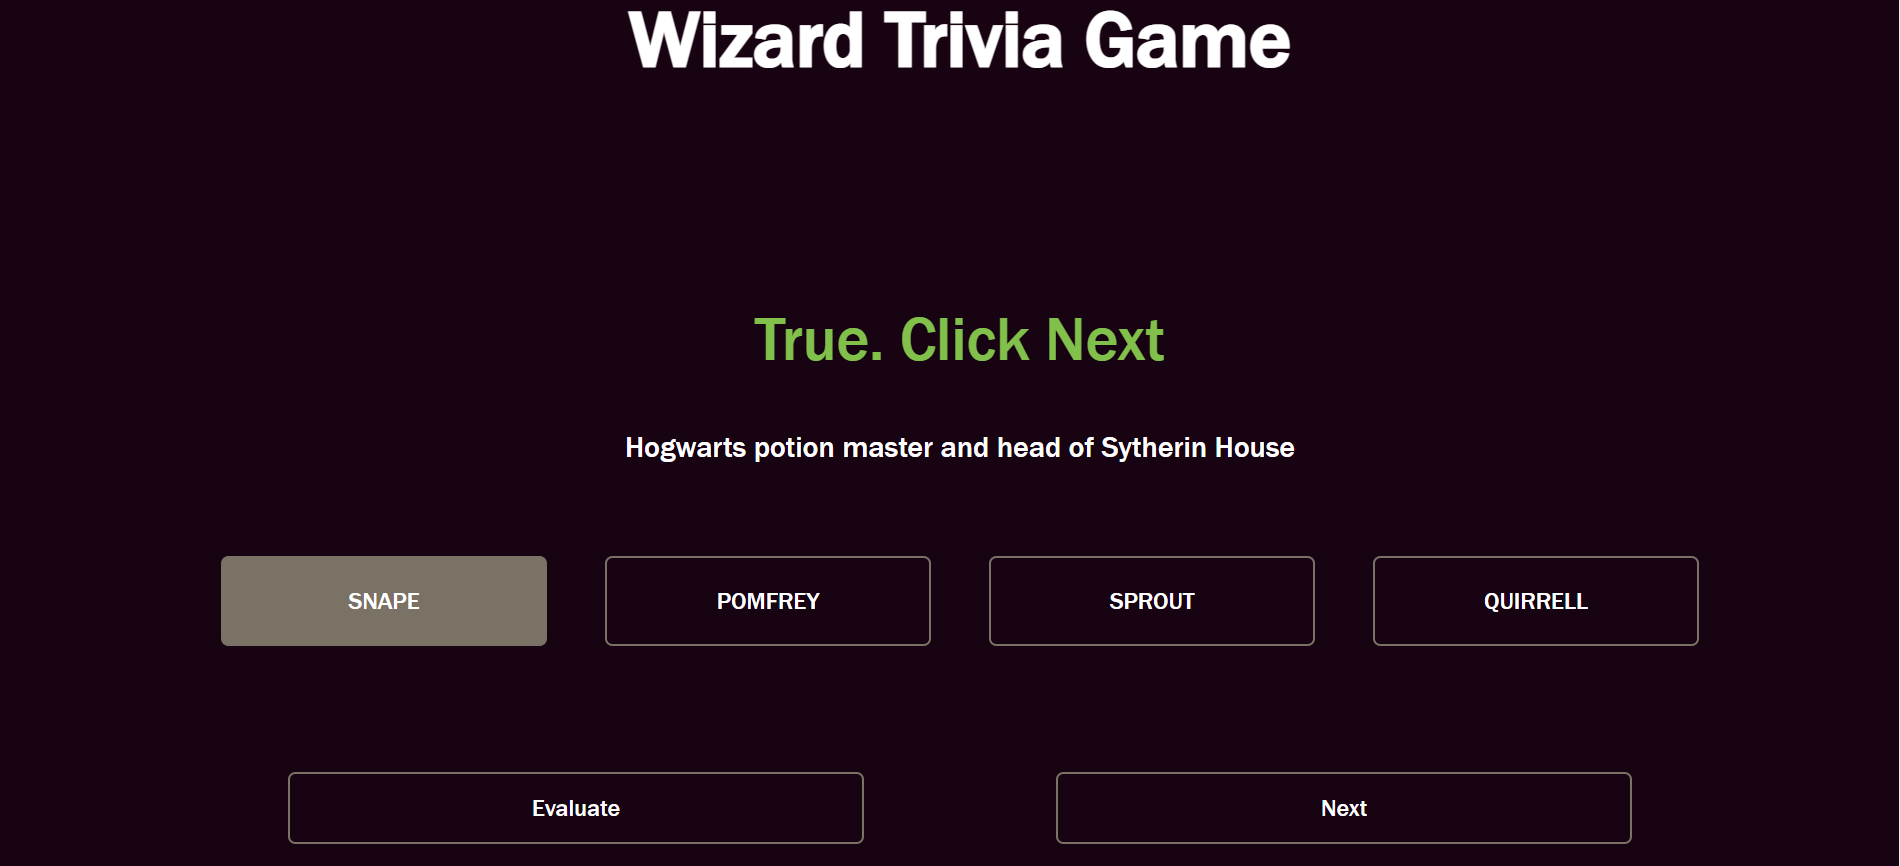 Wizard Trivia Game
True. Click Next
Hogwarts potion master and head of Sytherin House
SNAPE
POMFREY
SPROUT
QUIRRELL
Evaluate
Next